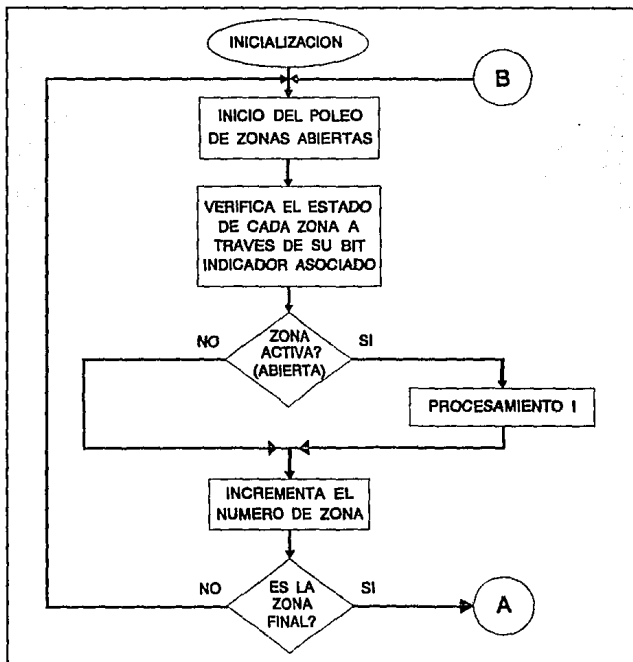 INICIALIZACION
B
INICIO DEL POLEO
DE ZONAS ABIERTAS
VERIFICA EL ESTADO
DE CADA ZONA A
TRAVES DE SU BIT
INDICADOR ASOCIADO
NO
ZONA
ACTIVA?
(ABIERTA)
SI
PROCESAMIENTO I
INCREMENTA EL
NUMERO DE ZONA
NO
ES LA
ZONA
FINAL?
SI
A